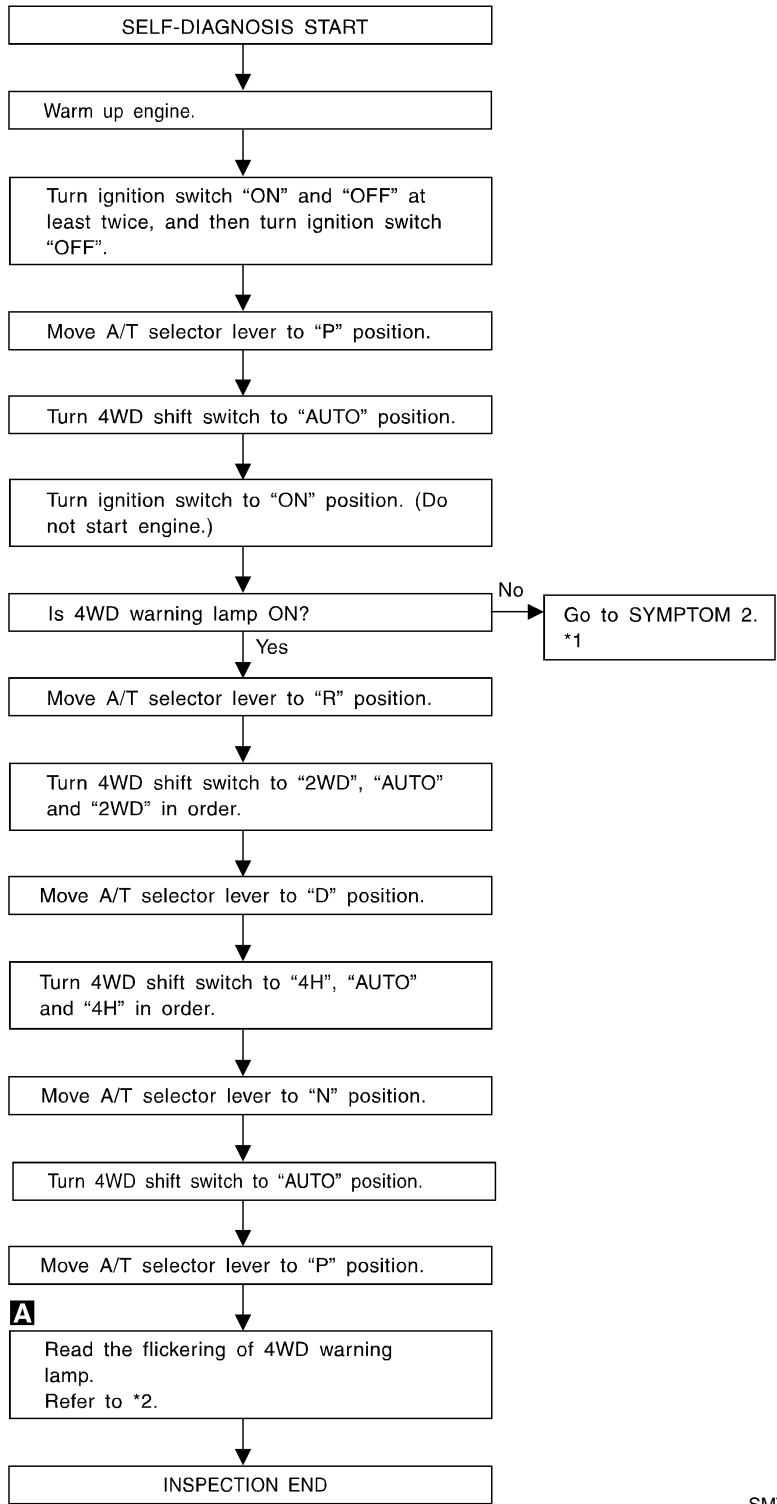 SELF-DIAGNOSIS START
Warm up engine.
Turn ignition switch “ON” and “OFF” at
least twice, and then turn ignition switch
“OFF”.
Move A/T selector lever to “P” position.
Turn 4WD shift switch to “AUTO” position.
Turn ignition switch to “ON” position. (Do
not start engine.)
Is 4WD warning lamp ON?
No
Go to SYMPTOM 2.
*1
Yes
Move A/T selector lever to “R” position.
Turn 4WD shift switch to “2WD”, “AUTO”
and “2WD” in order.
Move A/T selector lever to “D” position.
Turn 4WD shift switch to “4H”, “AUTO”
and “4H” in order.
Move A/T selector lever to “N” position.
Turn 4WD shift switch to “AUTO” position.
Move A/T selector lever to “P” position.
A
Read the flickering of 4WD warning
lamp.
Refer to *2.
INSPECTION END